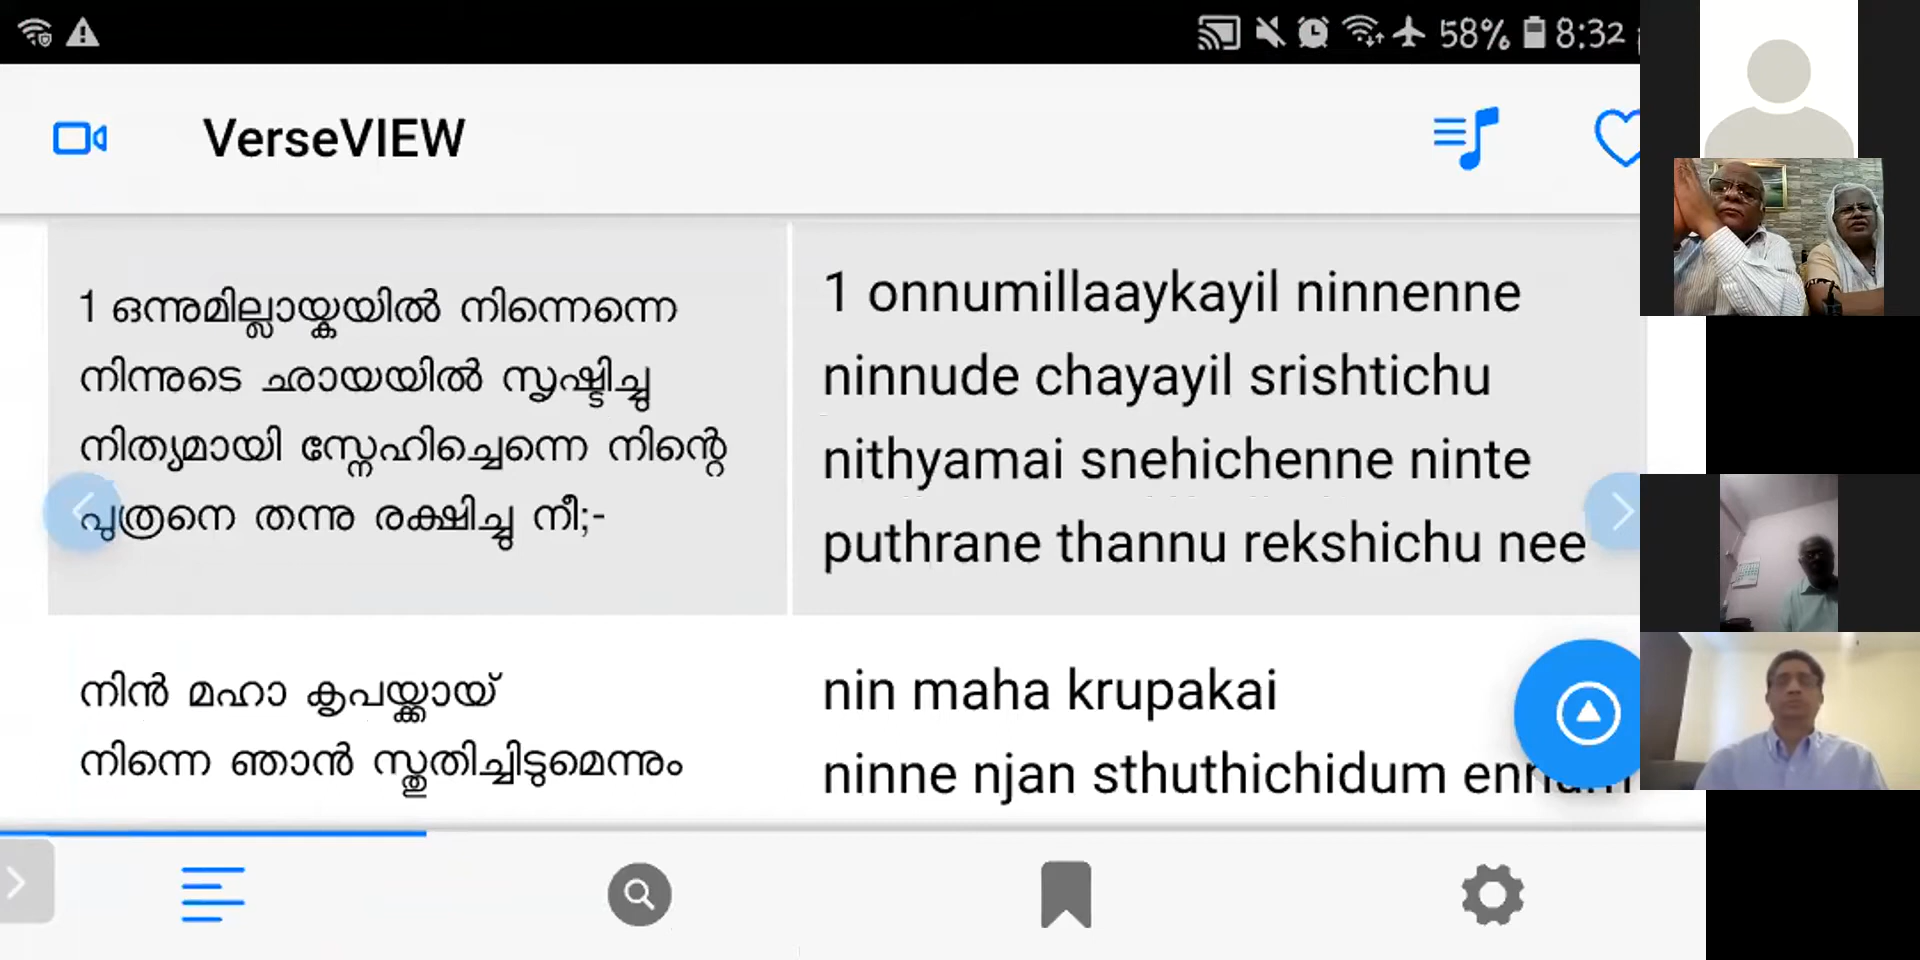 58% 8:32
VerseVIEW
1 ഒന്നുമില്ലായ്കയിൽ നിന്നെന്നെ
നിന്നുടെ ഛായയിൽ സൃഷ്ടിച്ചു
നിത്യമായി സ്നേഹിച്ചെന്നെ നിന്റെ
പുത്രനെ തന്നു രക്ഷിച്ചു നീ;-
നിൻ മഹാ കൃപയ്ക്കായ്
നിന്നെ ഞാൻ സ്തുതിച്ചിടുമെന്നും
1 onnumillaaykayil ninnenne
ninnude chayayil srishtichu
nithyamai snehichenne ninte
puthrane thannu rekshichu nee
nin maha krupakai
ninne njan sthuthichidum ennum